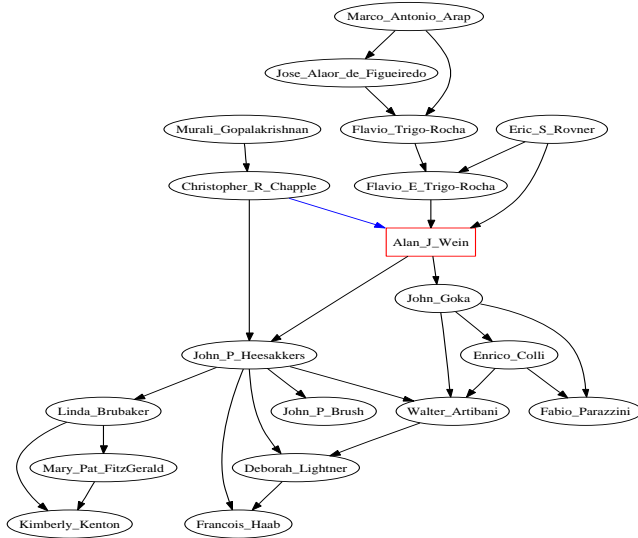 Marco_Antonio_Arap
Jose_Alaor_de_Figueiredo
Murali_Gopalakrishnan
Flavio_Trigo-Rocha
Eric_S_Rovner
Christopher_R_Chapple
Flavio_E_Trigo-Rocha
Alan_J_Wein
John_Goka
John_P_Heesakkers
Enrico_Colli
Linda_Brubaker
John_P_Brush
Walter_Artibani
Fabio_Parazzini
Mary_Pat_FitzGerald
Deborah_Lightner
Kimberly_Kenton
Francois_Haab